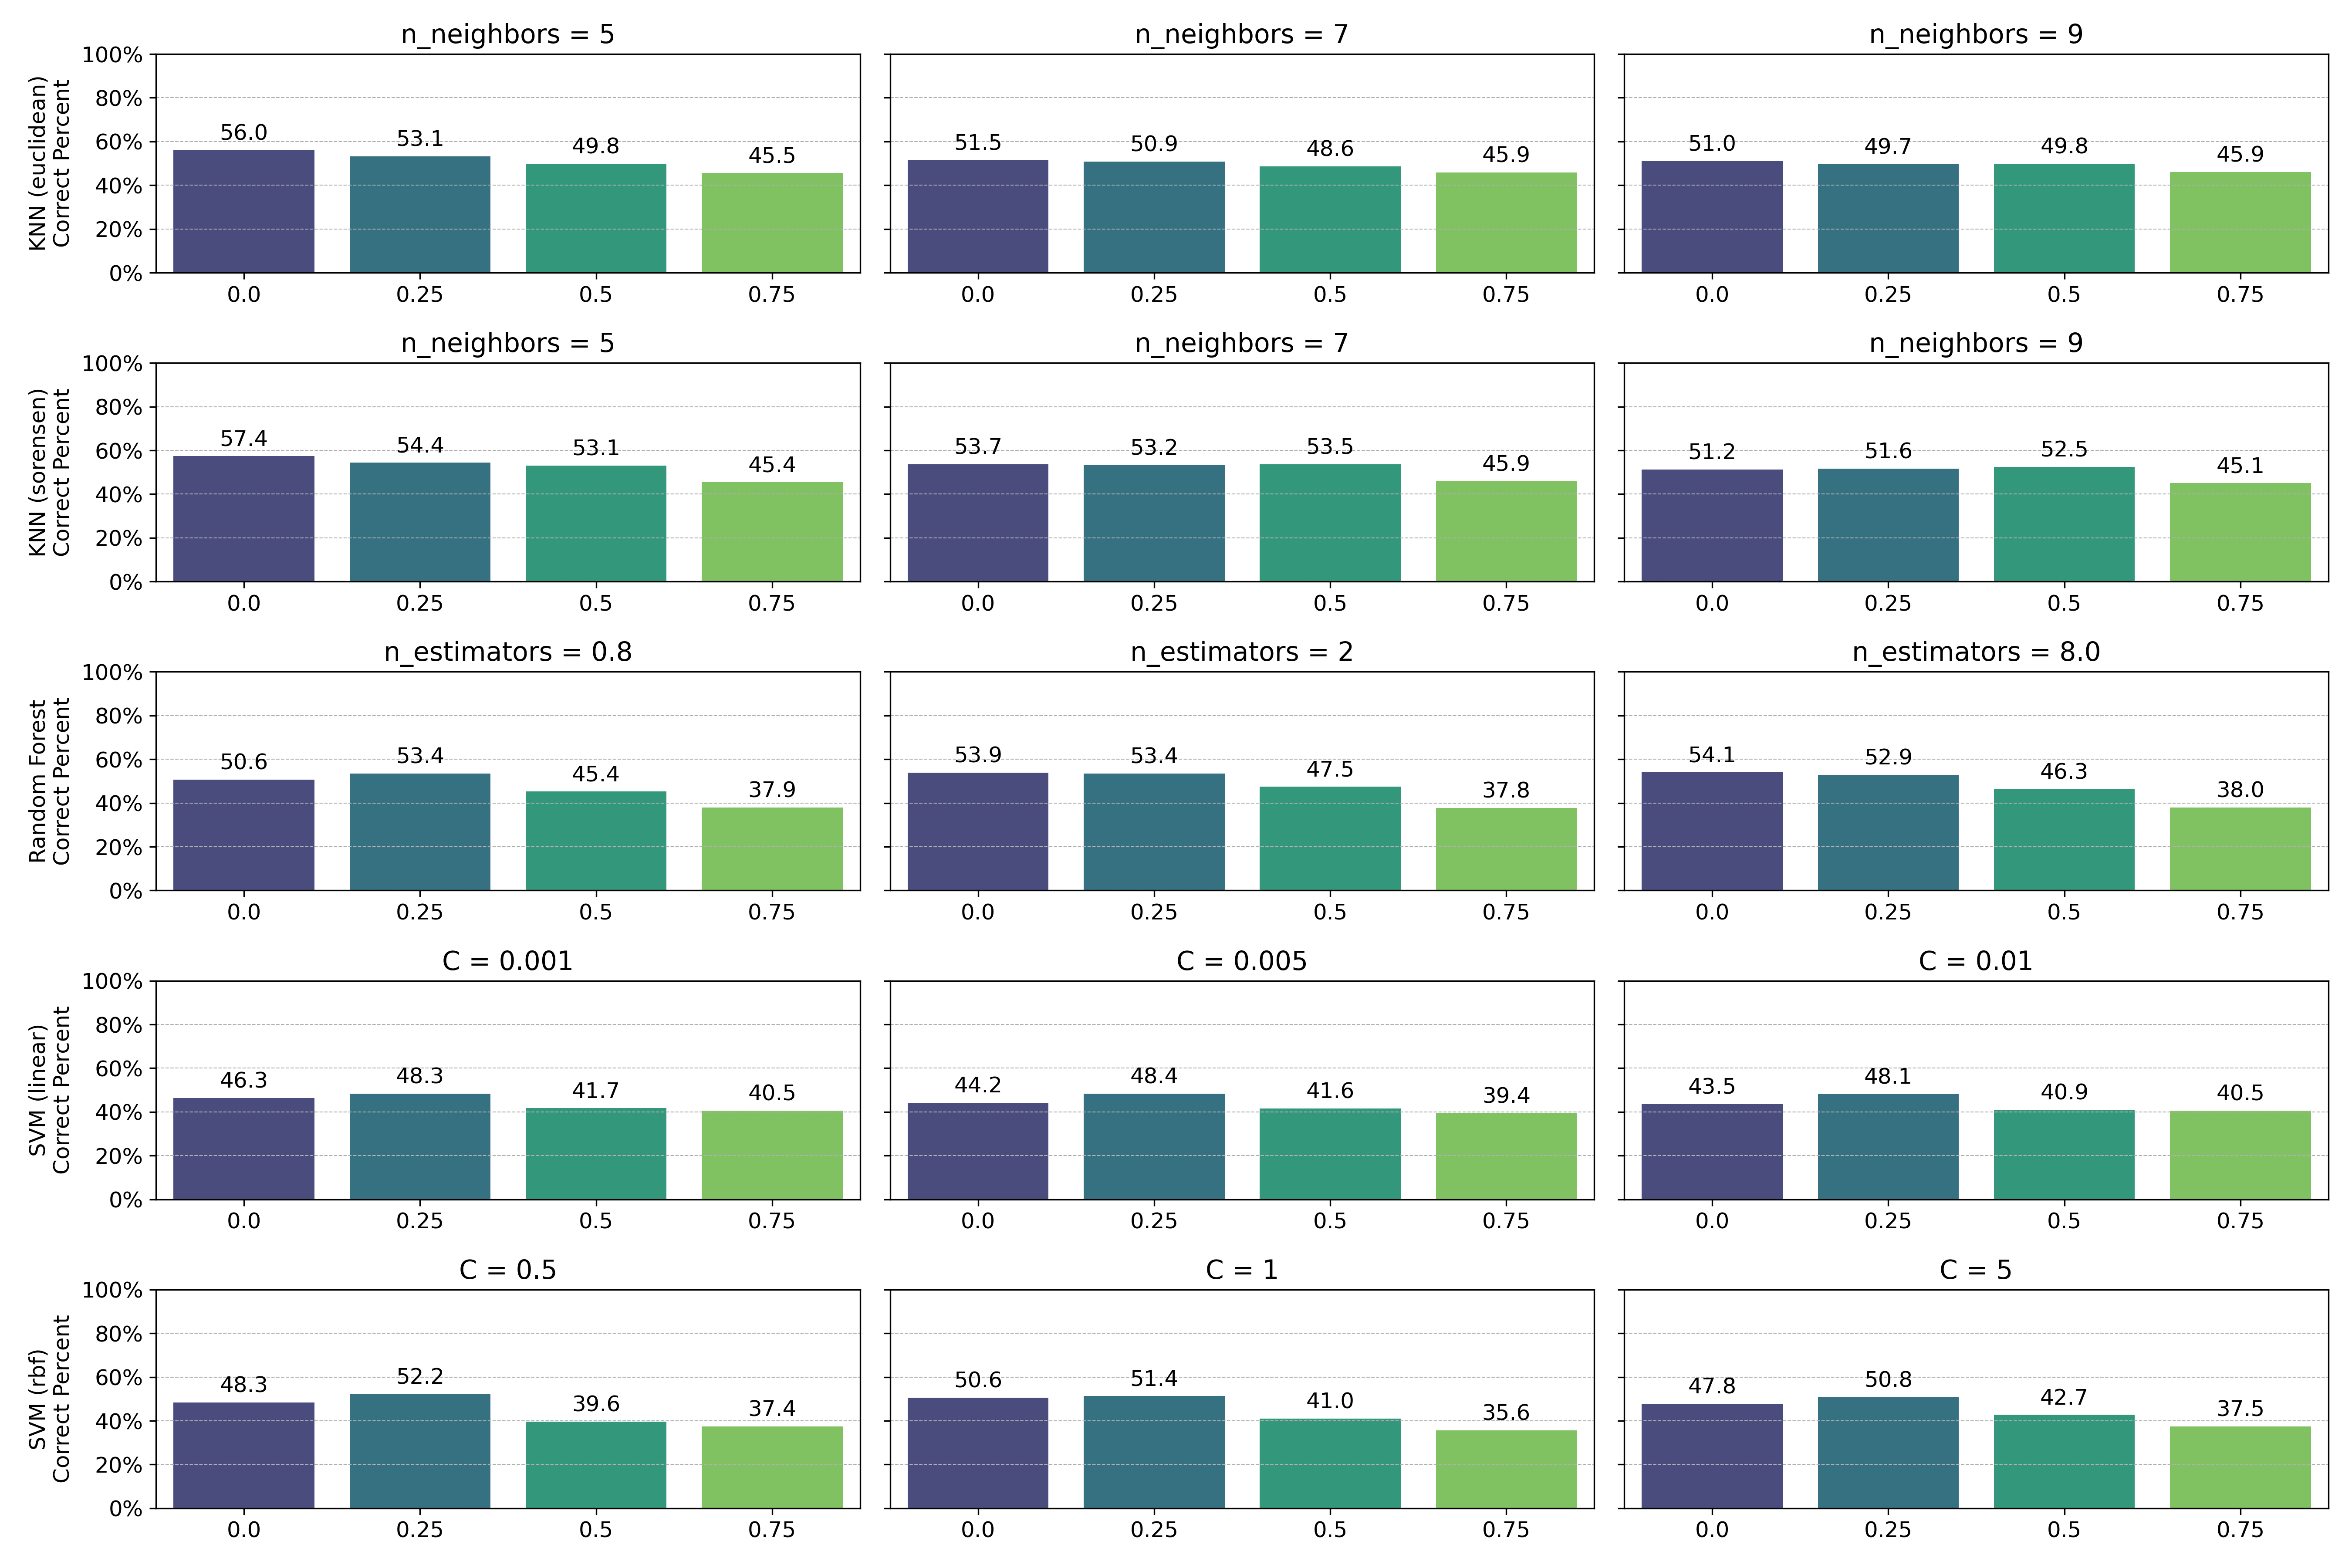 n_neighbors = 5
n_neighbors = 7
n_neighbors = 9
KNN (euclidean)
Correct Percent
100%
80%
60%
40%
20%
0%
56.0 53.1 49.8 45.5
51.5 50.9 48.6 45.9
51.0 49.7 49.8 45.9
0.0 0.25 0.5 0.75
0.0 0.25 0.5 0.75
0.0 0.25 0.5 0.75
n_neighbors = 5
n_neighbors = 7
n_neighbors = 9
KNN (sorensen)
Correct Percent
100%
80%
60%
40%
20%
0%
57.4 54.4 53.1 45.4
53.7 53.2 53.5 45.9
51.2 51.6 52.5 45.1
0.0 0.25 0.5 0.75
0.0 0.25 0.5 0.75
0.0 0.25 0.5 0.75
n_estimators = 0.8
n_estimators = 2
n_estimators = 8.0
Random Forest
Correct Percent
100%
80%
60%
40%
20%
0%
50.6 53.4 45.4 37.9
53.9 53.4 47.5 37.8
54.1 52.9 46.3 38.0
0.0 0.25 0.5 0.75
0.0 0.25 0.5 0.75
0.0 0.25 0.5 0.75
C = 0.001
C = 0.005
C = 0.01
SVM (linear)
Correct Percent
100%
80%
60%
40%
20%
0%
46.3 48.3 41.7 40.5
44.2 48.4 41.6 39.4
43.5 48.1 40.9 40.5
0.0 0.25 0.5 0.75
0.0 0.25 0.5 0.75
0.0 0.25 0.5 0.75
C = 0.5
C = 1
C = 5
SVM (rbf)
Correct Percent
100%
80%
60%
40%
20%
0%
48.3 52.2 39.6 37.4
50.6 51.4 41.0 35.6
47.8 50.8 42.7 37.5
0.0 0.25 0.5 0.75
0.0 0.25 0.5 0.75
0.0 0.25 0.5 0.75